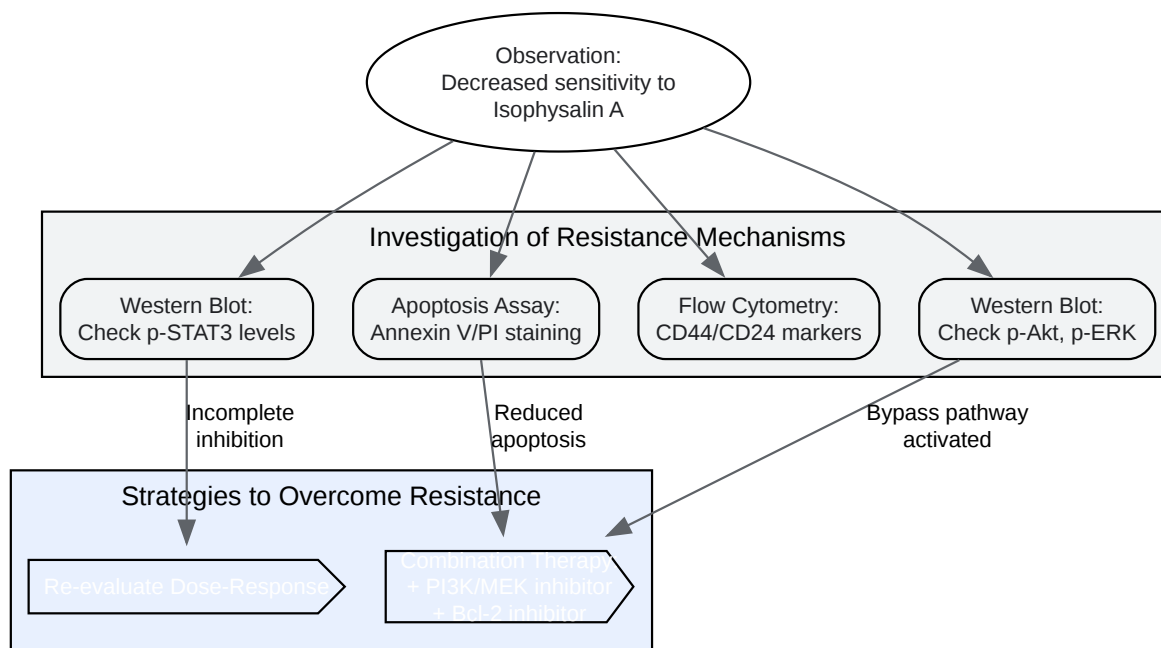 Observation:
Decreased sensitivity to
Isophysalin A
Investigation of Resistance Mechanisms
Western Blot:
Check p-STAT3 levels
Apoptosis Assay:
Annexin V/PI staining
Flow Cytometry:
CD44/CD24 markers
Western Blot:
Check p-Akt, p-ERK
Incomplete
inhibition
Reduced
apoptosis
Bypass pathway
activated
Strategies to Overcome Resistance
Re-evaluate Dose-Response
Combination Therapy:
+ PI3K/MEK inhibitor
+ Bcl-2 inhibitor